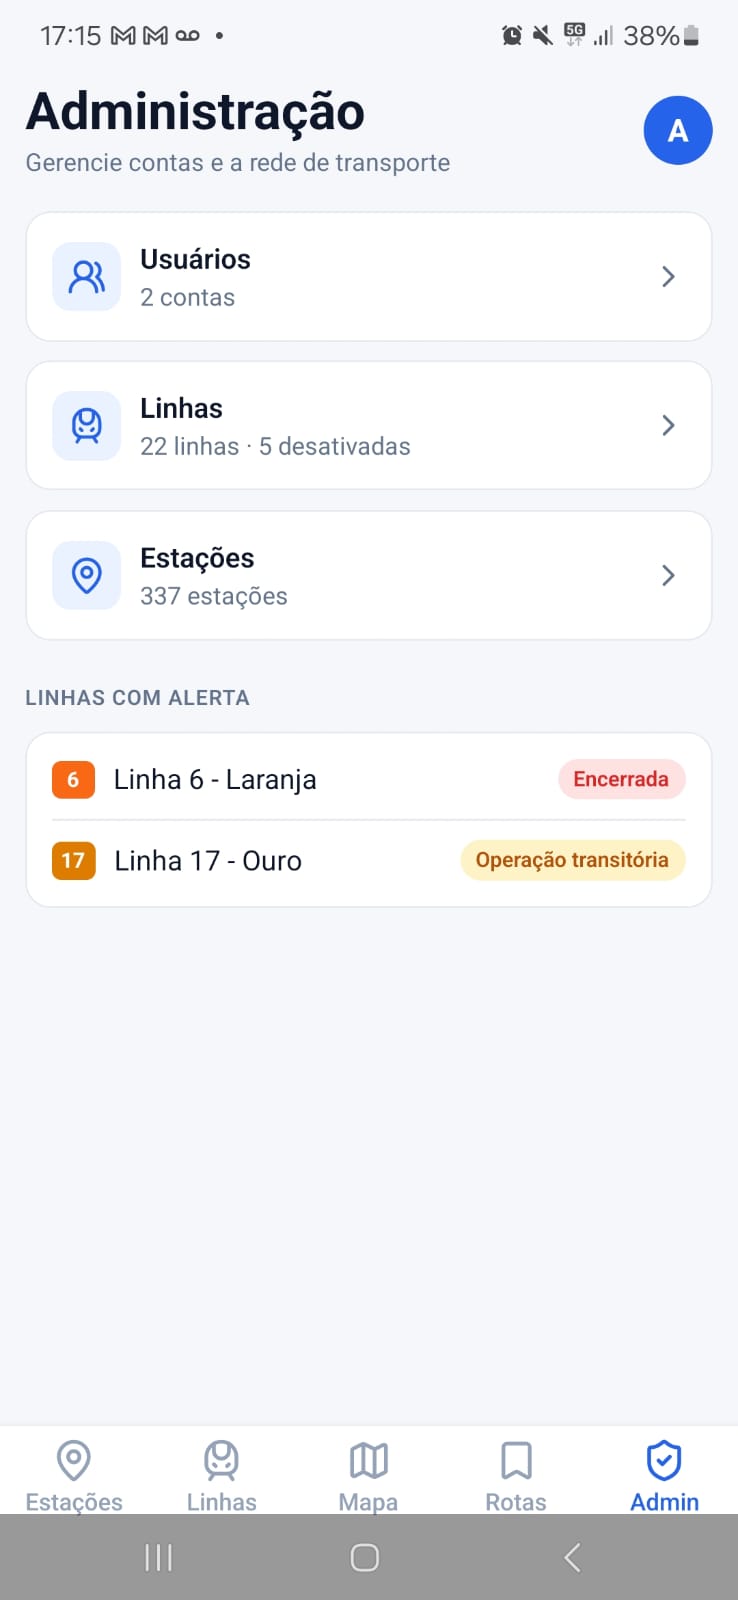 17:15
5G
38%
Administração
Gerencie contas e a rede de transporte
A
Usuários
2 contas
Linhas
22 linhas · 5 desativadas
Estações
337 estações
LINHAS COM ALERTA
6 Linha 6 - Laranja Encerrada
17 Linha 17 - Ouro Operação transitória
Estações Linhas Mapa Rotas Admin